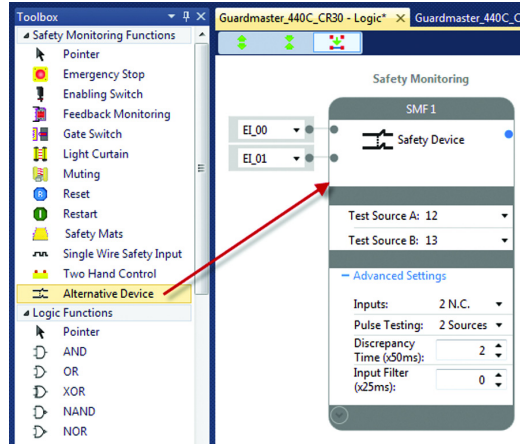 Toolbox
Safety Monitoring Functions
Pointer
Emergency Stop
Enabling Switch
Feedback Monitoring
Gate Switch
Light Curtain
Muting
R
Reset
Restart
Safety Mats
Single Wire Safety Input
Two Hand Control
Alternative Device
Logic Functions
Pointer
AND
OR
XOR
NAND
NOR
Guardmaster_440C_CR30 - Logic*
Guardmaster_440C_C
Safety Monitoring
SMF 1
EI_00
EI_01
Safety Device
Test Source A: 12
Test Source B: 13
Advanced Settings
Inputs: 2 N.C.
Pulse Testing: 2 Sources
Discrepancy
Time (x50ms): 2
Input Filter
(x25ms): 0